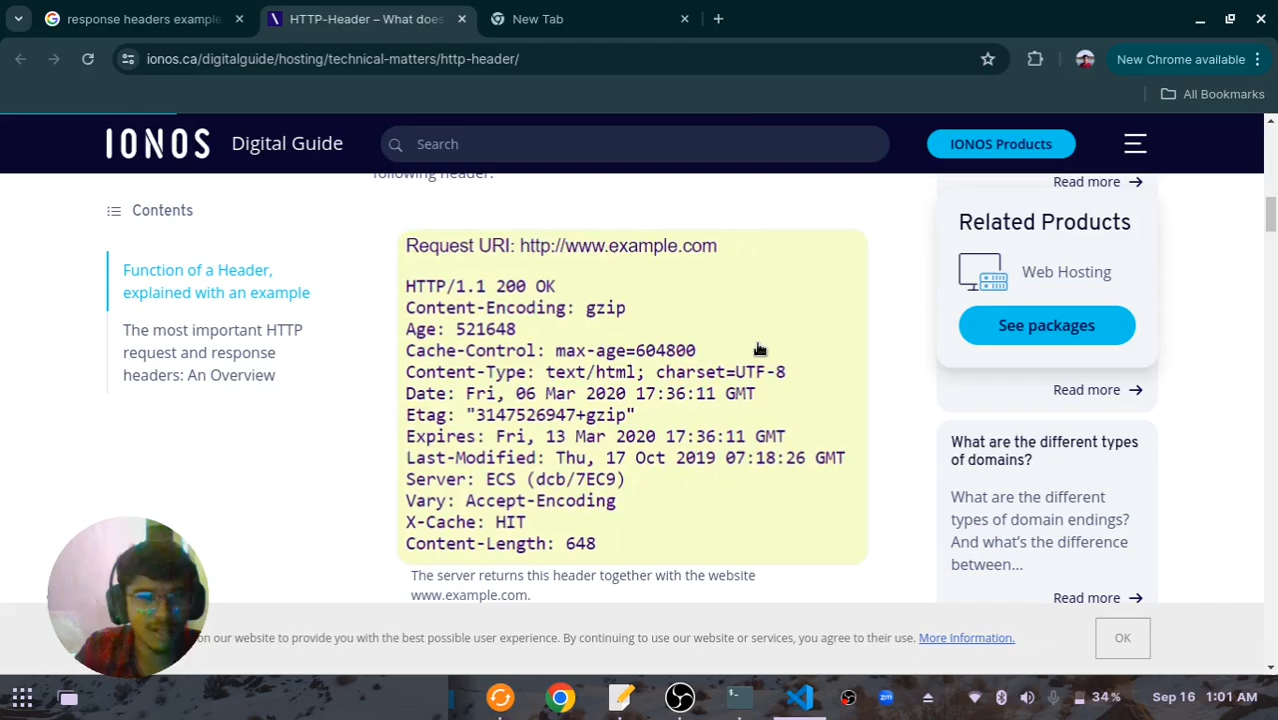 response headers example
HTTP-Header – What does
New Tab
ionos.ca/digitalguide/hosting/technical-matters/http-header/
New Chrome available
All Bookmarks
IONOS
Digital Guide
Search
IONOS Products
following header:
Read more
Contents
Function of a Header,
explained with an example
The most important HTTP
request and response
headers: An Overview
Request URI: http://www.example.com
HTTP/1.1 200 OK
Content-Encoding: gzip
Age: 521648
Cache-Control: max-age=604800
Content-Type: text/html; charset=UTF-8
Date: Fri, 06 Mar 2020 17:36:11 GMT
Etag: "3147526947+gzip"
Expires: Fri, 13 Mar 2020 17:36:11 GMT
Last-Modified: Thu, 17 Oct 2019 07:18:26 GMT
Server: ECS (dcb/7EC9)
Vary: Accept-Encoding
X-Cache: HIT
Content-Length: 648
The server returns this header together with the website
www.example.com.
Related Products
Web Hosting
See packages
Read more
What are the different types
of domains?
What are the different
types of domain endings?
And what's the difference
between...
Read more
on our website to provide you with the best possible user experience. By continuing to use our website or services, you agree to their use. More Information.
OK
34%
Sep 16
1:01 AM